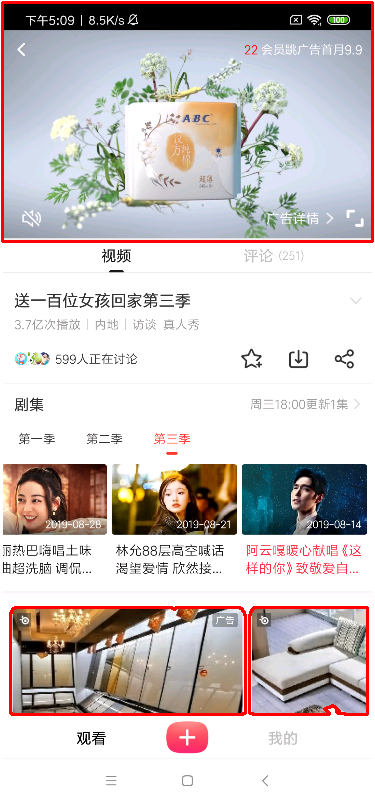 下午5:09 | 8.5K/s
100
22 会员跳广告首月9.9
ABC
汉方
纯棉
超薄
广告详情
视频
评论 (251)
送一百位女孩回家第三季
3.7亿次播放 | 内地 | 访谈 真人秀
599人正在讨论
剧集
周三18:00更新1集
第一季
第二季
第三季
2019-08-28
2019-08-21
2019-08-14
丽热巴嗨唱土味
曲超洗脑 调侃...
林允88层高空喊话
渴望爱情 欣然接...
阿云嘎暖心献唱《这
样的你》致敬爱自...
广告
观看
我的